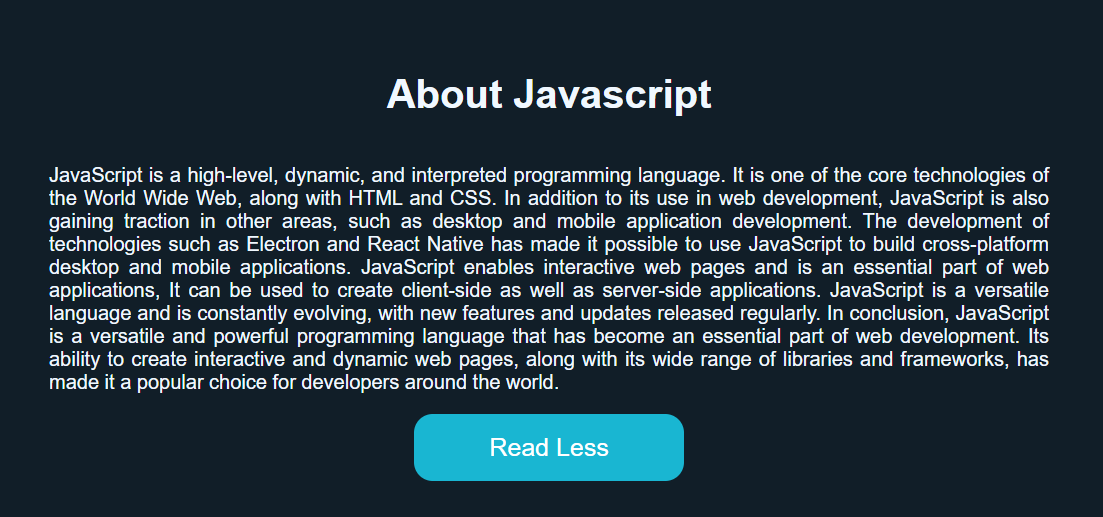 About Javascript
JavaScript is a high-level, dynamic, and interpreted programming language. It is one of the core technologies of
the World Wide Web, along with HTML and CSS. In addition to its use in web development, JavaScript is also
gaining traction in other areas, such as desktop and mobile application development. The development of
technologies such as Electron and React Native has made it possible to use JavaScript to build cross-platform
desktop and mobile applications. JavaScript enables interactive web pages and is an essential part of web
applications, It can be used to create client-side as well as server-side applications. JavaScript is a versatile
language and is constantly evolving, with new features and updates released regularly. In conclusion, JavaScript
is a versatile and powerful programming language that has become an essential part of web development. Its
ability to create interactive and dynamic web pages, along with its wide range of libraries and frameworks, has
made it a popular choice for developers around the world.
Read Less